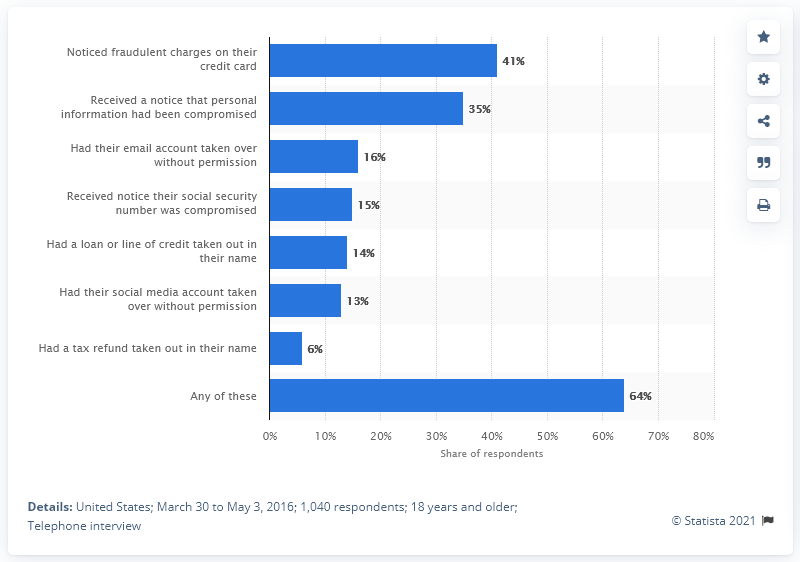 Noticed fraudulent charges on their
credit card
41%
Received a notice that personal
inforrmation had been compromised
35%
Had their email account taken over
without permission
16%
Received notice their social security
number was compromised
15%
Had a loan or line of credit taken out in
their name
14%
Had their social media account taken
over without permission
13%
Had a tax refund taken out in their name
6%
Any of these
64%
0% 10% 20% 30% 40% 50% 60% 70% 80%
Share of respondents
Details: United States; March 30 to May 3, 2016; 1,040 respondents; 18 years and older;
Telephone interview
© Statista 2021